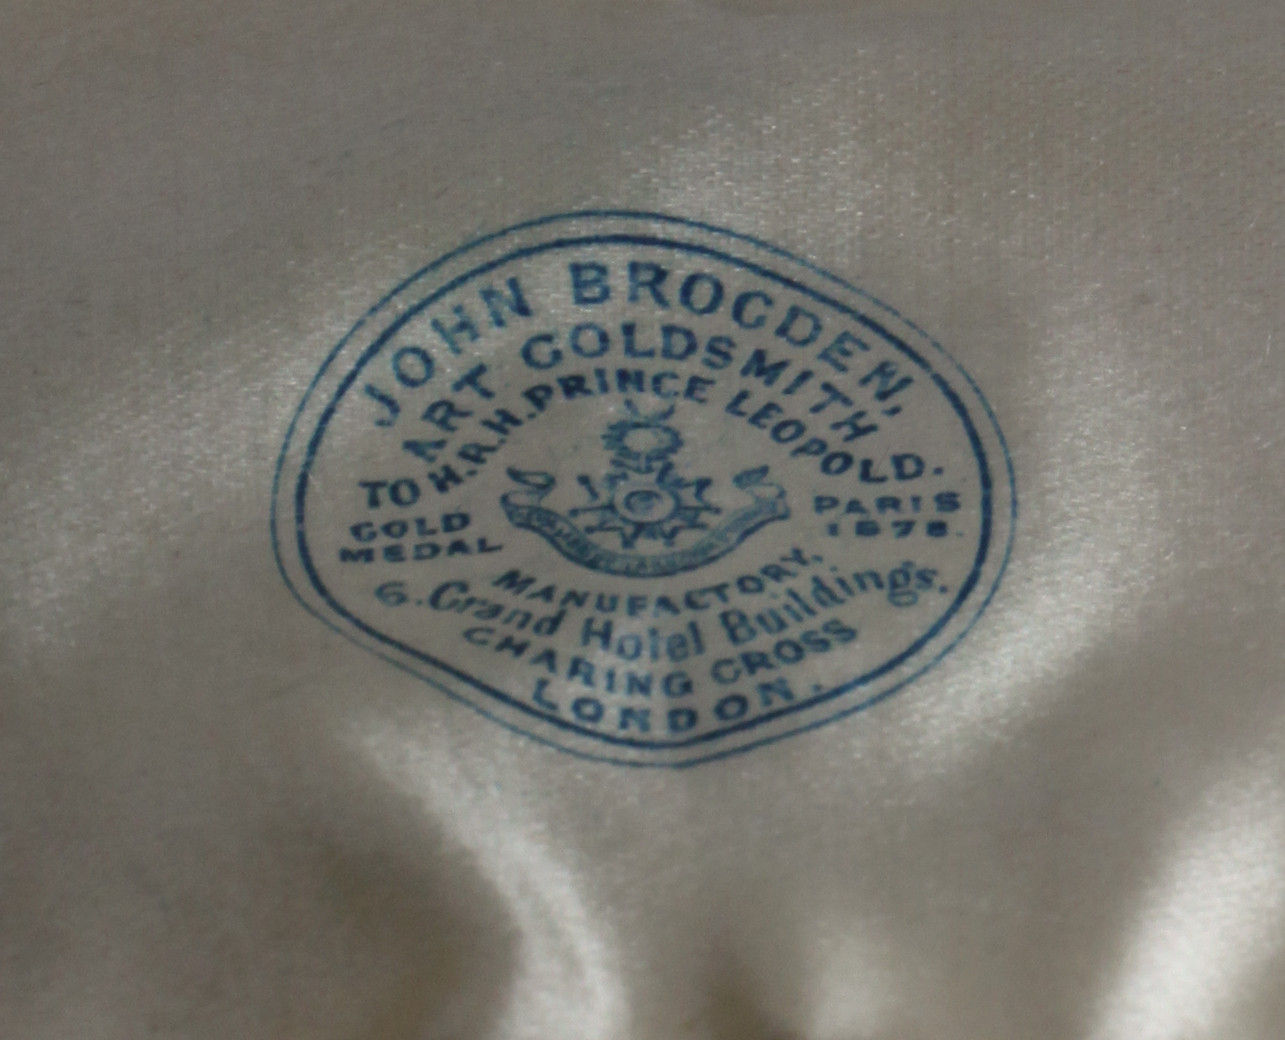 JOHN BROGDEN,
ART GOLDSMITH
TO H.R.H. PRINCE LEOPOLD.
GOLD
MEDAL
PARIS
1878.
MANUFACTORY,
6. Grand Hotel Buildings.
CHARING CROSS
LONDON.